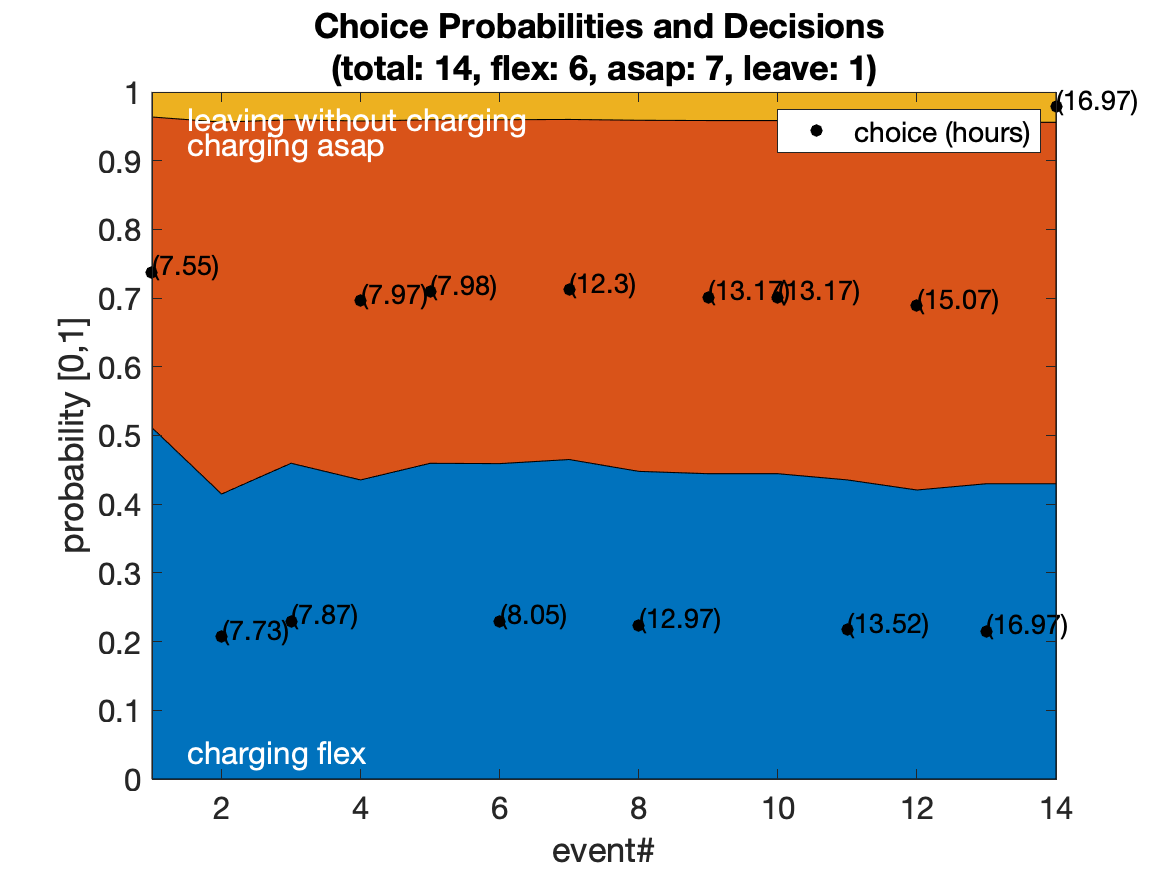 Choice Probabilities and Decisions
(total: 14, flex: 6, asap: 7, leave: 1)
1
0.9
0.8
0.7
0.6
0.5
0.4
0.3
0.2
0.1
0
probability [0,1]
leaving without charging
charging asap
choice (hours)
(16.97)
(7.55)
(7.97)
(7.98)
(12.3)
(13.17)
(13.17)
(15.07)
(7.73)
(7.87)
(8.05)
(12.97)
(13.52)
(16.97)
charging flex
2 4 6 8 10 12 14
event#